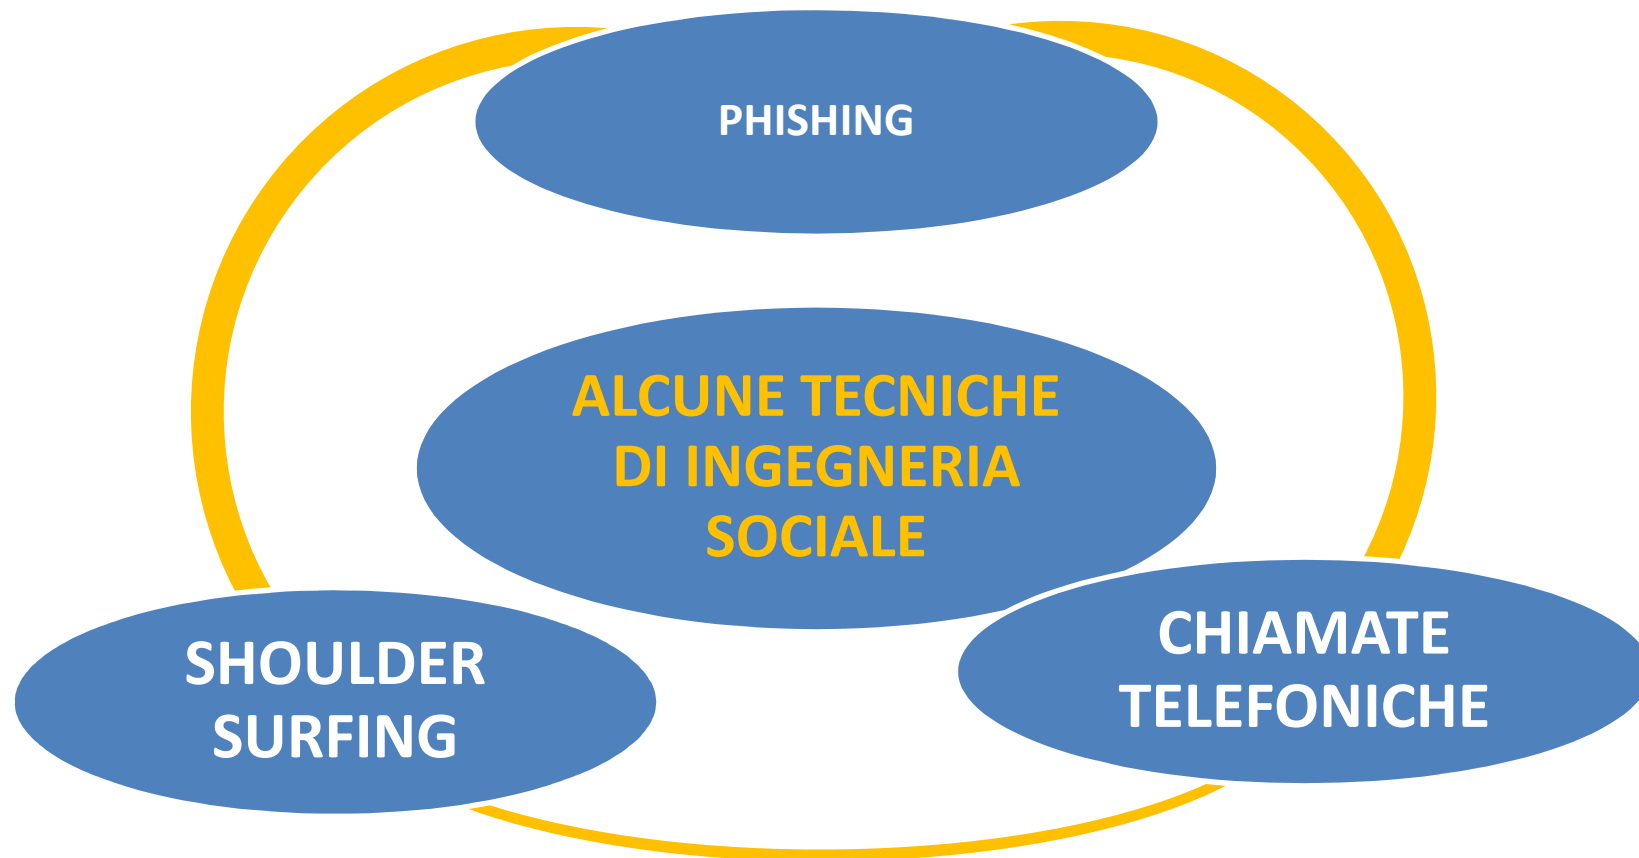 PHISHING
ALCUNE TECNICHE
DI INGEGNERIA
SOCIALE
SHOULDER
SURFING
CHIAMATE
TELEFONICHE